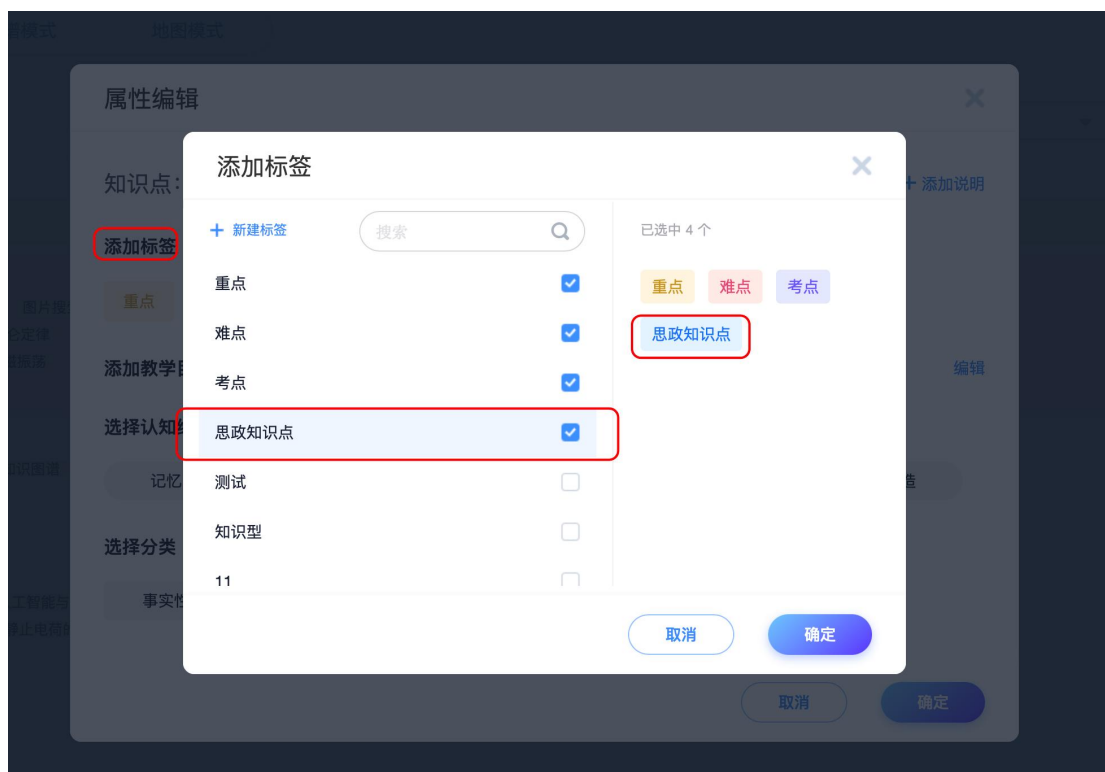 地图模式
属性编辑
知识点：
+ 添加说明
添加标签
重点
添加教学
编辑
选择认知
记忆
造
选择分类
事实性
取消
确定
添加标签
+ 新建标签
搜索
已选中 4 个
重点
难点
考点
思政知识点
测试
知识型
11
重点 难点 考点
思政知识点
取消
确定